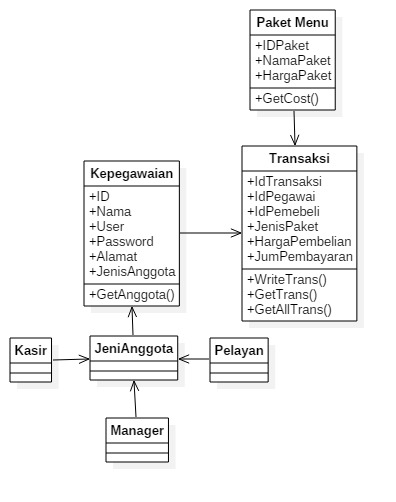 Paket Menu
+IDPaket
+NamaPaket
+HargaPaket
+GetCost()
Transaksi
+IdTransaksi
+IdPegawai
+IdPemebeli
+JenisPaket
+HargaPembelian
+JumPembayaran
+WriteTrans()
+GetTrans()
+GetAllTrans()
Kepegawaian
+ID
+Nama
+User
+Password
+Alamat
+JenisAnggota
+GetAnggota()
Kasir
JeniAnggota
Pelayan
Manager